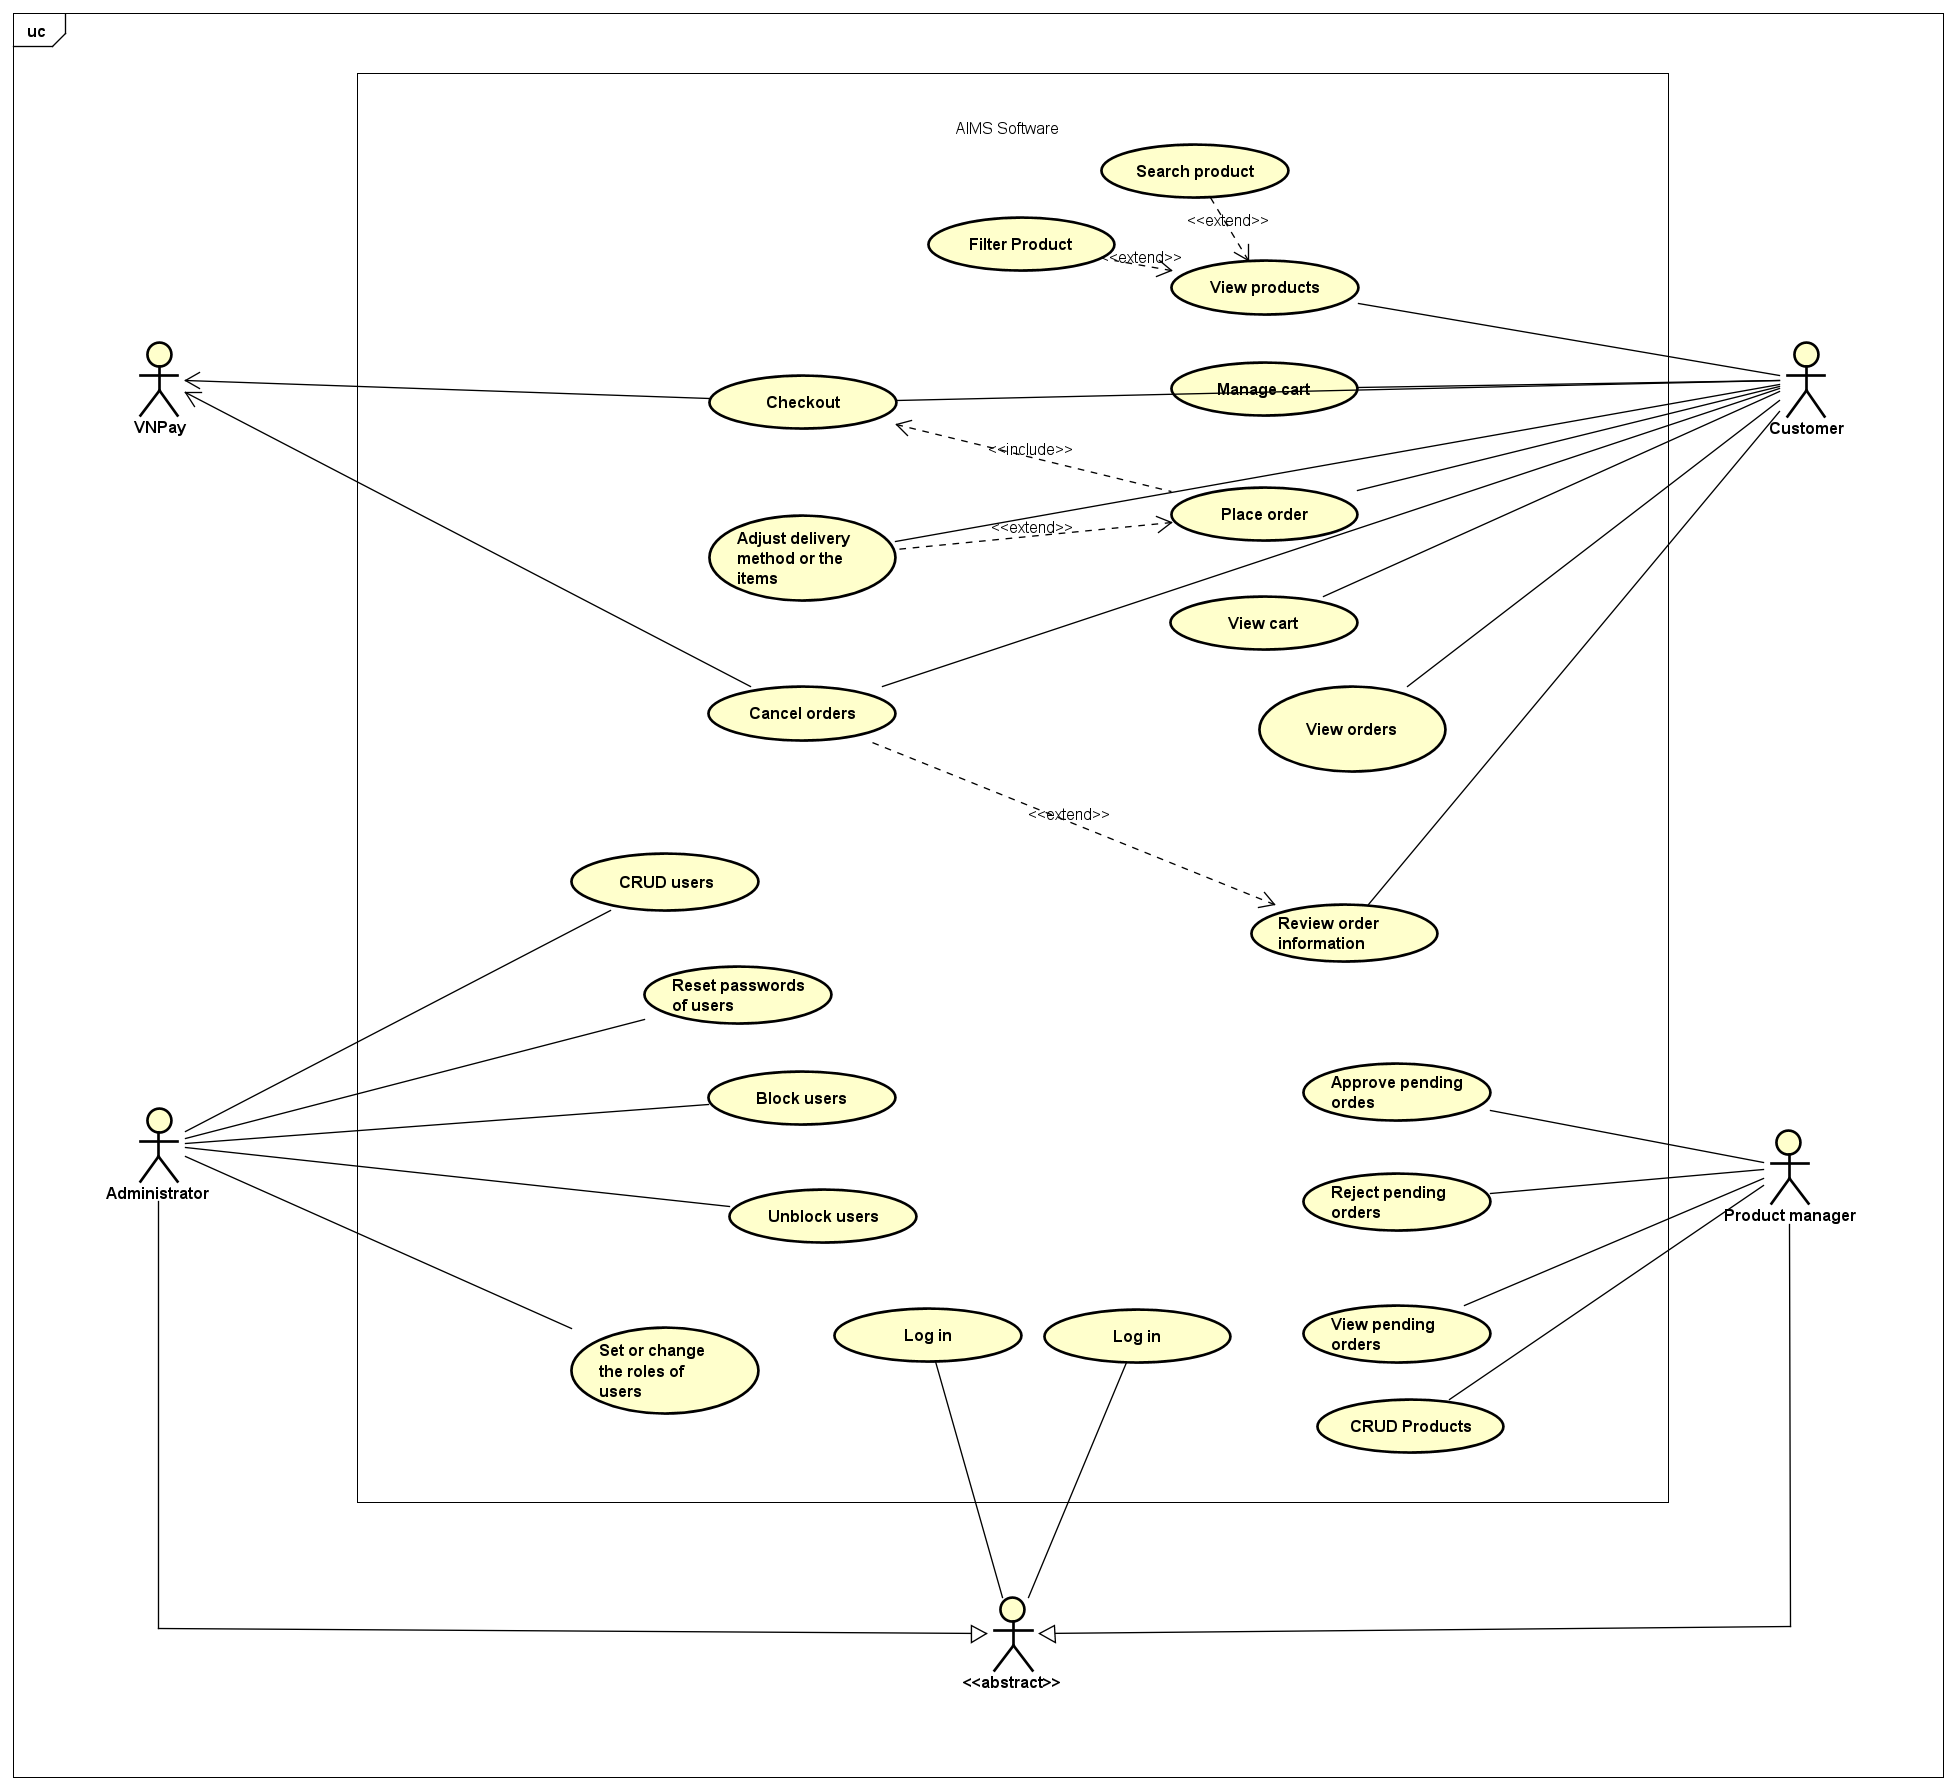 uc
AIMS Software
Search product
<<extend>>
Filter Product
<<extend>>
View products
VNPay
Checkout
Manage cart
Customer
<<include>>
Place order
<<extend>>
Adjust delivery
method or the
items
View cart
Cancel orders
View orders
<<extend>>
CRUD users
Review order
information
Reset passwords
of users
Block users
Approve pending
ordes
Administrator
Reject pending
orders
Product manager
Unblock users
View pending
orders
Log in
Log in
Set or change
the roles of
users
CRUD Products
<<abstract>>